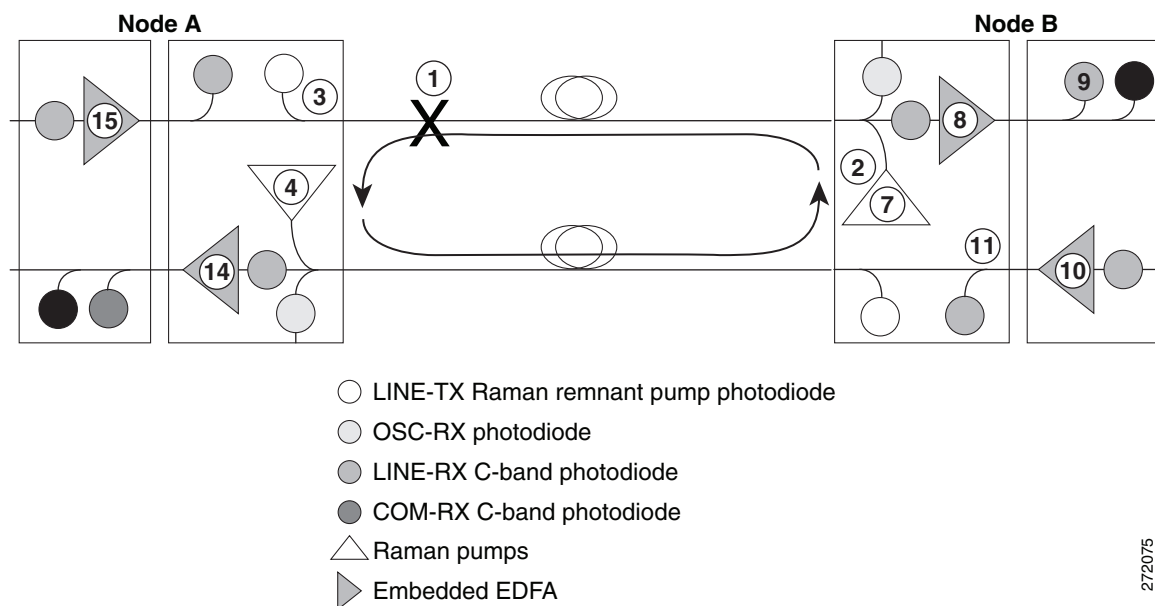 Node A
Node B
1
3
9
15
8
2
4
7
11
14
10
LINE-TX Raman remnant pump photodiode
OSC-RX photodiode
LINE-RX C-band photodiode
COM-RX C-band photodiode
Raman pumps
Embedded EDFA
272075